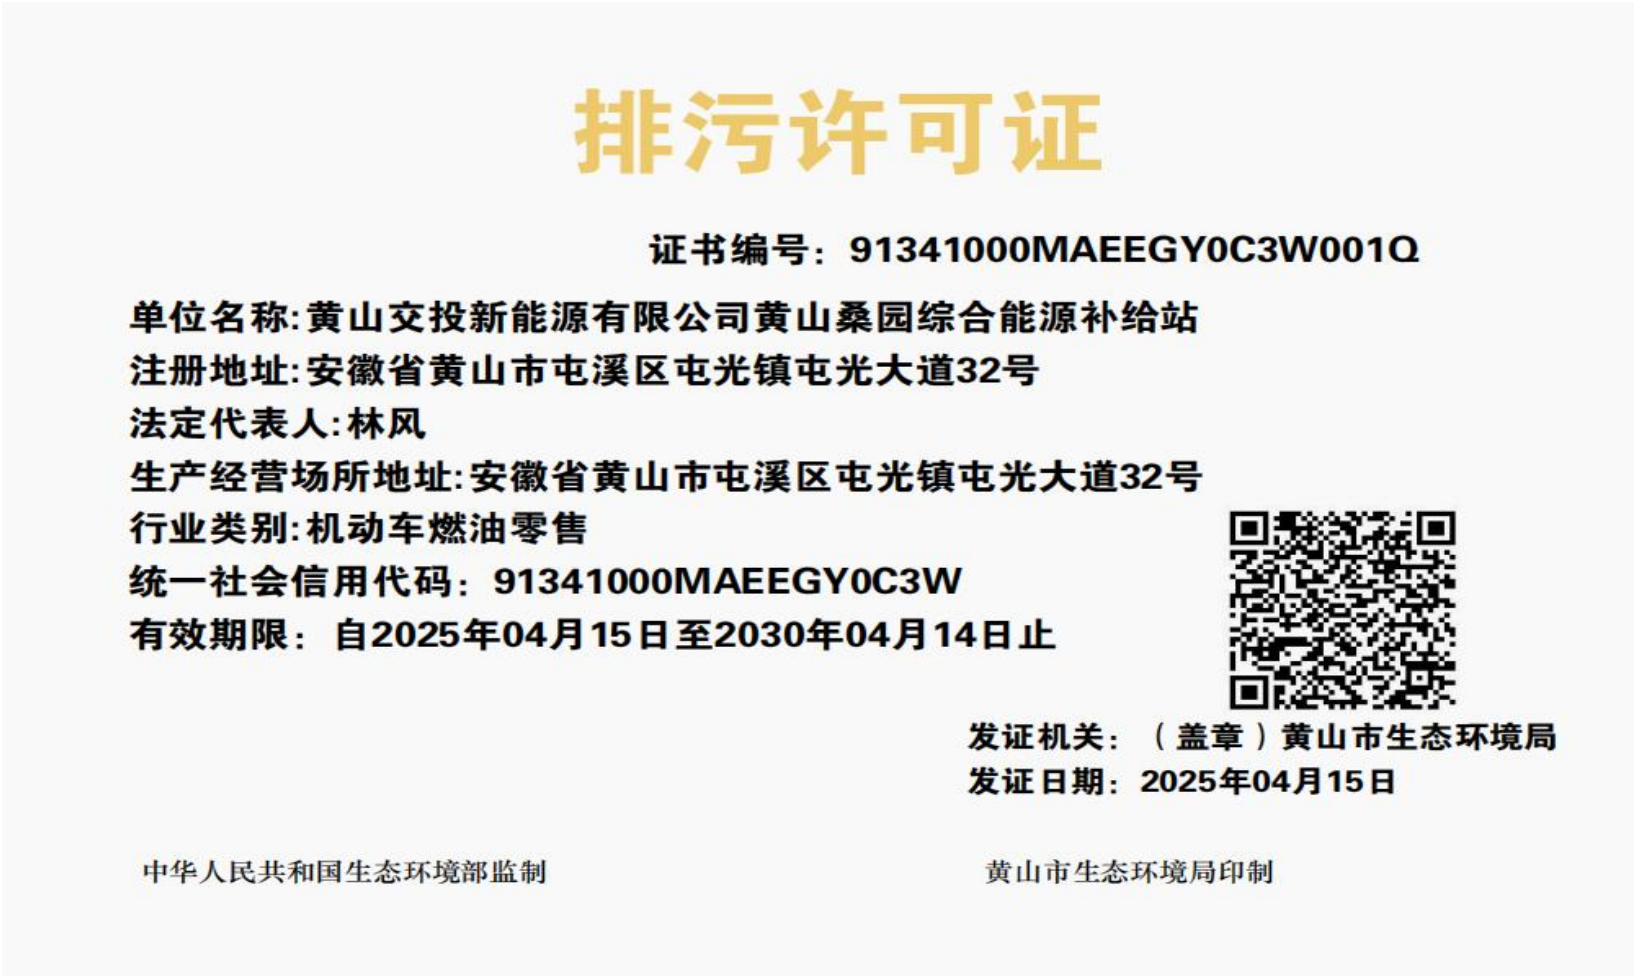 排污许可证
证书编号：91341000MAEEGY0C3W001Q
单位名称:黄山交投新能源有限公司黄山桑园综合能源补给站
注册地址:安徽省黄山市屯溪区屯光镇屯光大道32号
法定代表人:林风
生产经营场所地址:安徽省黄山市屯溪区屯光镇屯光大道32号
行业类别:机动车燃油零售
统一社会信用代码：91341000MAEEGY0C3W
有效期限：自2025年04月15日至2030年04月14日止
发证机关：（盖章）黄山市生态环境局
发证日期：2025年04月15日
中华人民共和国生态环境部监制
黄山市生态环境局印制